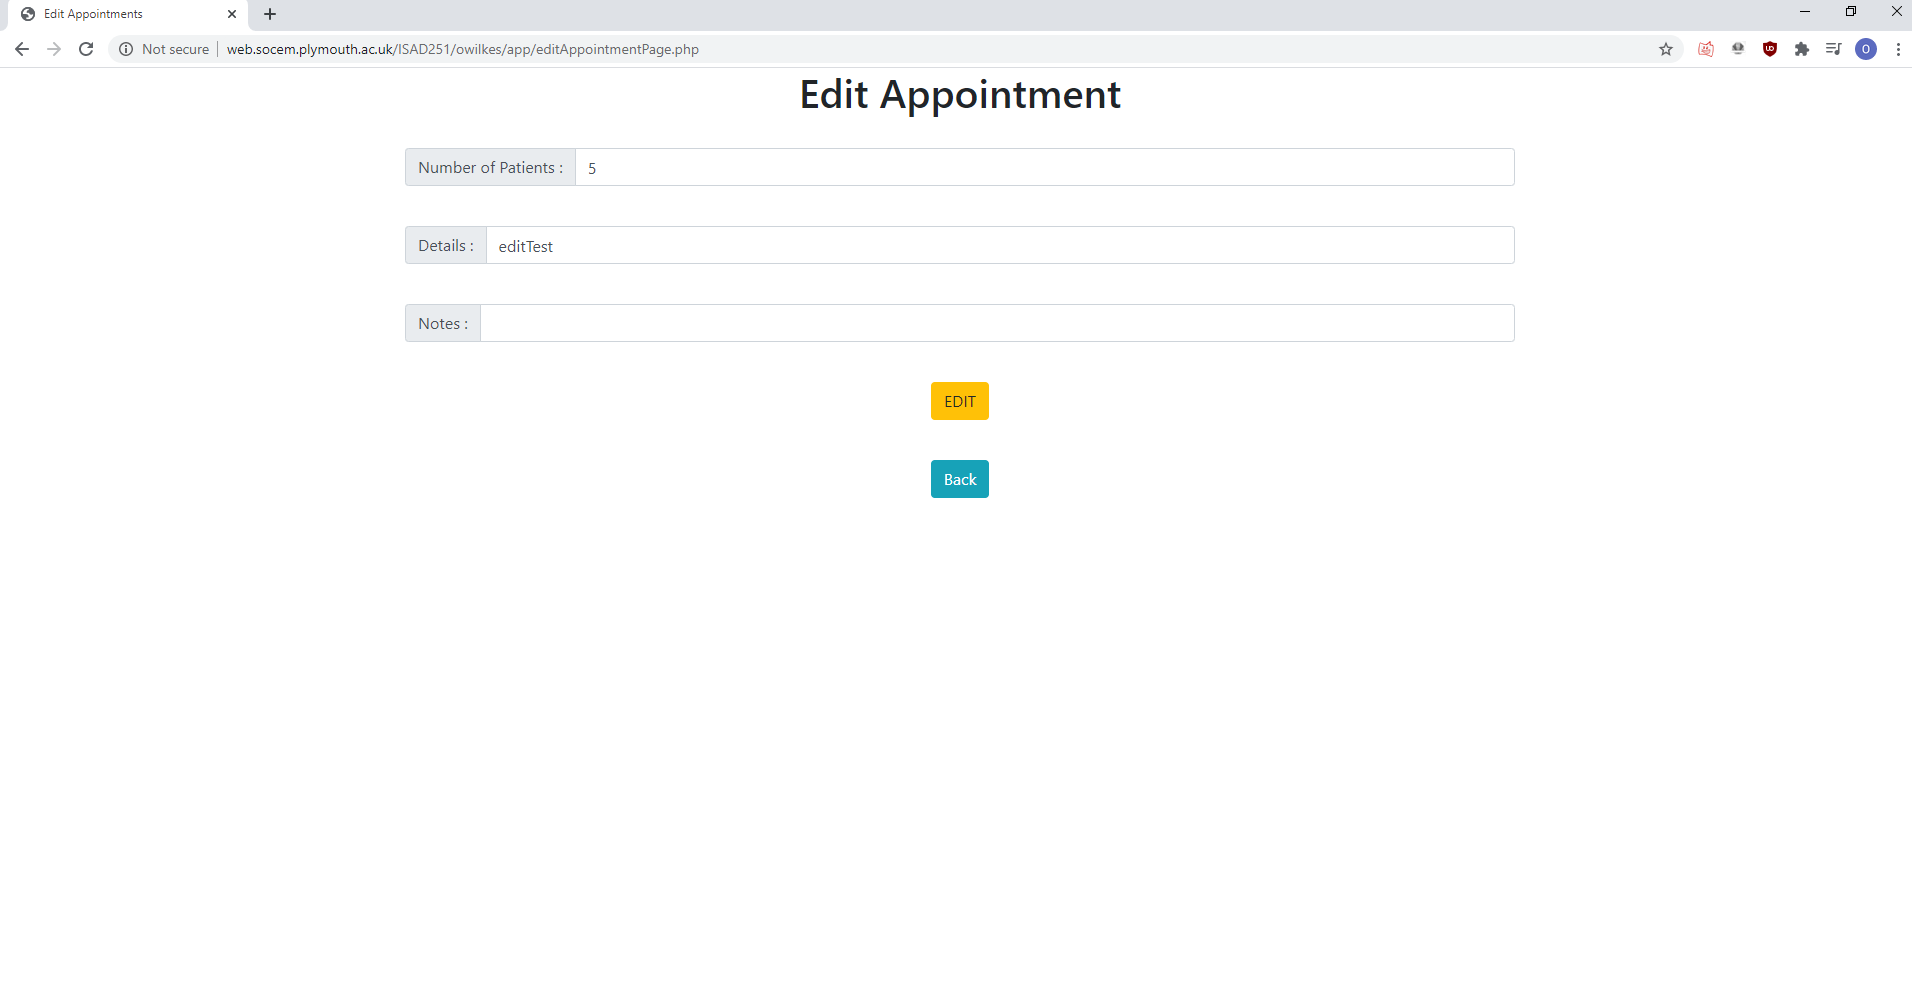 Edit Appointments
Not secure web.socem.plymouth.ac.uk/ISAD251/owilkes/app/editAppointmentPage.php
O
Edit Appointment
Number of Patients : 5
Details : editTest
Notes :
EDIT
Back